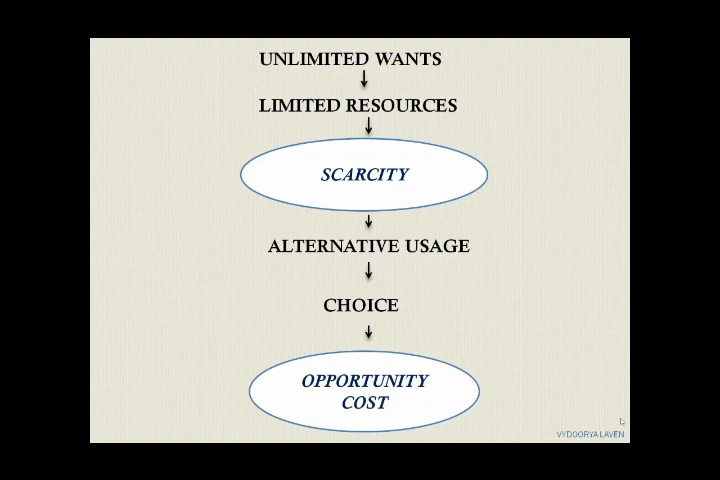 UNLIMITED WANTS
LIMITED RESOURCES
SCARCITY
ALTERNATIVE USAGE
CHOICE
OPPORTUNITY
COST
VYDOORYA LAVEN